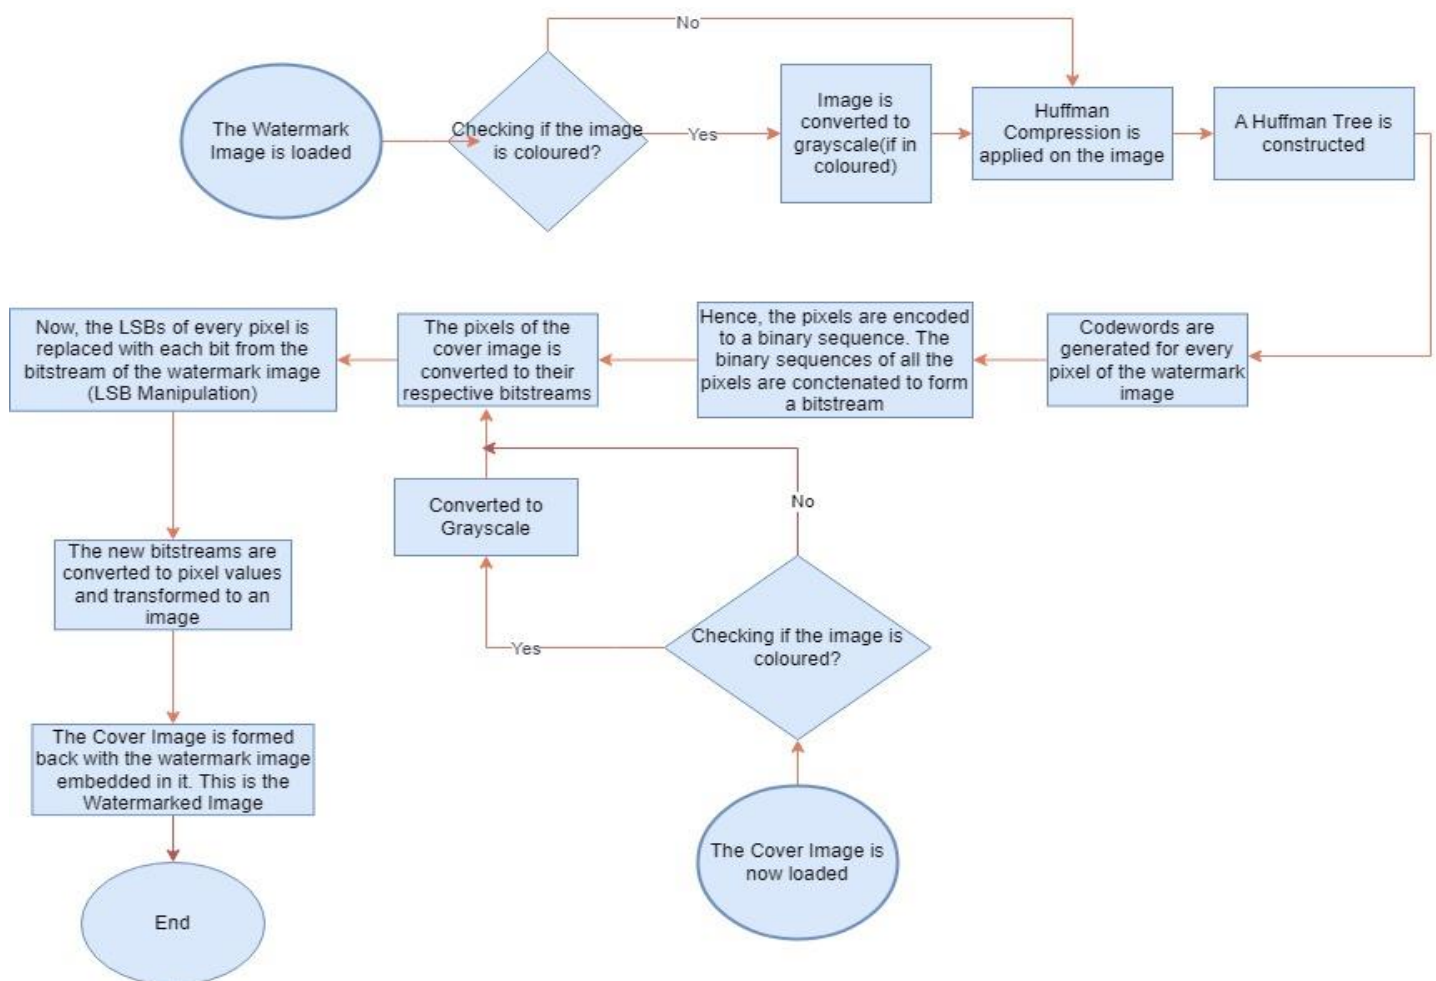 No
The Watermark
Image is loaded
Checking if the image
is coloured?
Yes
Image is
converted to
grayscale(if in
coloured)
Huffman
Compression is
applied on the image
A Huffman Tree is
constructed
Codewords are
generated for every
pixel of the watermark
image
Hence, the pixels are encoded
to a binary sequence. The
binary sequences of all the
pixels are conctenated to form
a bitstream
The pixels of the
cover image is
converted to their
respective bitstreams
Now, the LSBs of every pixel is
replaced with each bit from the
bitstream of the watermark image
(LSB Manipulation)
Converted to
Grayscale
No
Yes
Checking if the image is
coloured?
The Cover Image is
now loaded
The new bitstreams are
converted to pixel values
and transformed to an
image
The Cover Image is formed
back with the watermark image
embedded in it. This is the
Watermarked Image
End